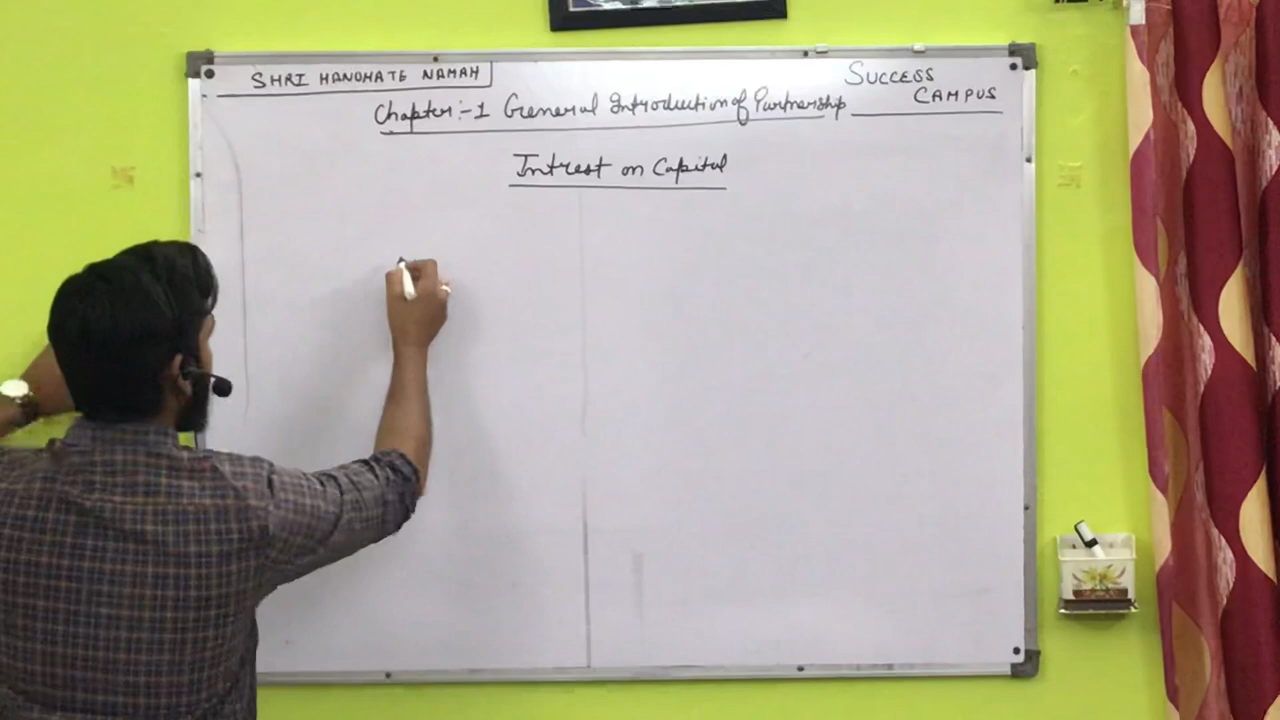 SHRI HANUMATE NAMAH
SUCCESS
CAMPUS
Chapter:-1 General Introduction of Partnership
Intrest on Capital